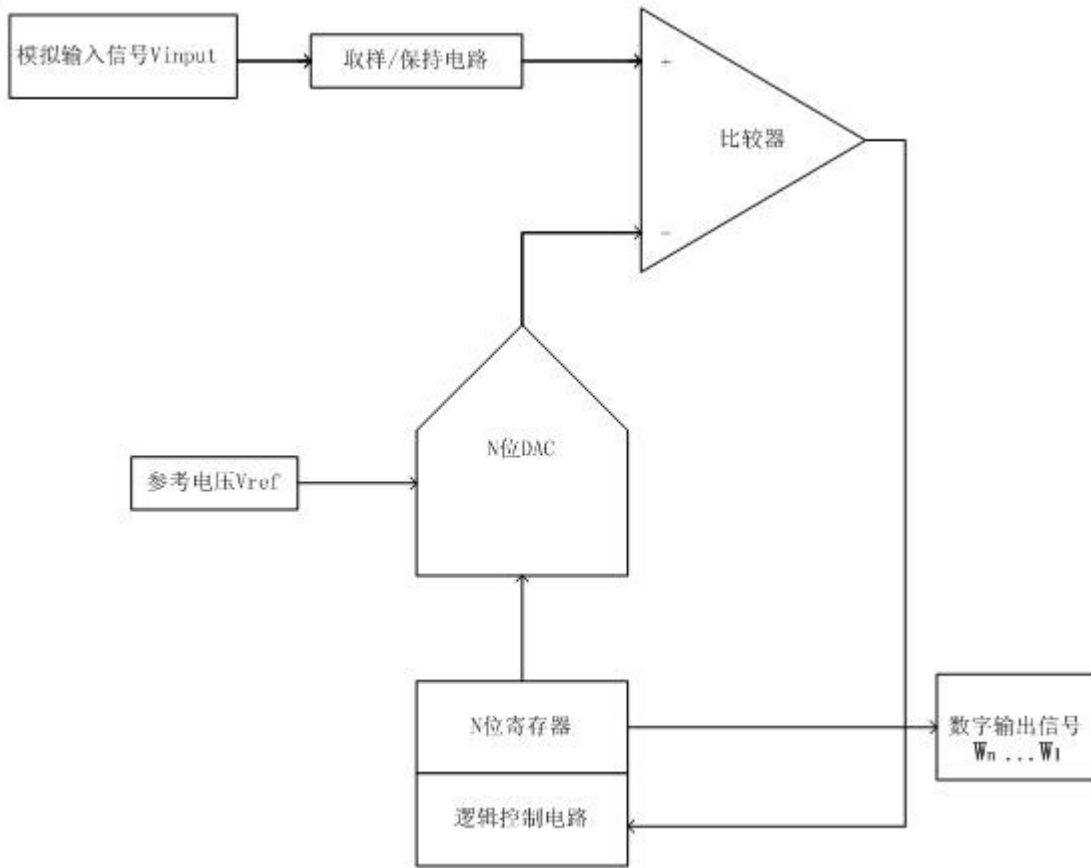 模拟输入信号Vinput
取样/保持电路
+
比较器
-
N位DAC
参考电压Vref
N位寄存器
数字输出信号
Wn ...W1
逻辑控制电路